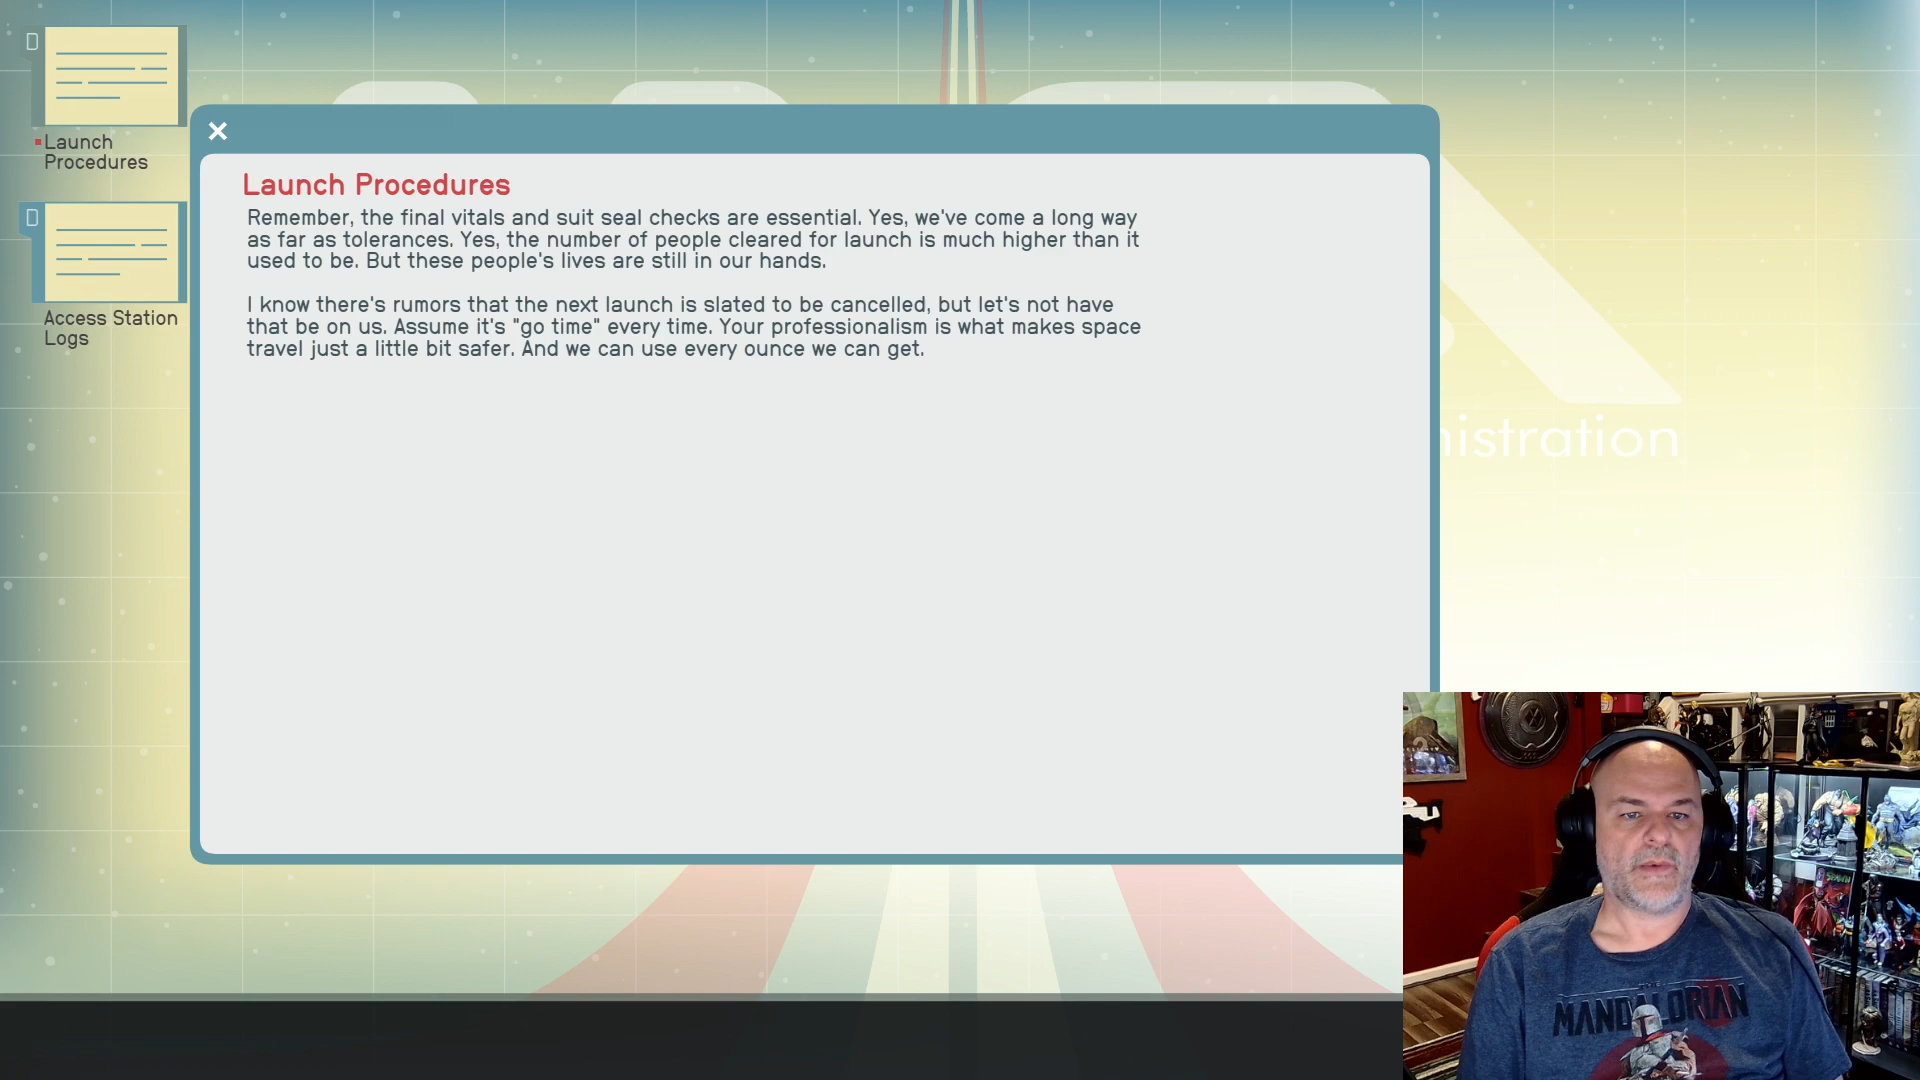 Launch
Procedures
Access Station
Logs
Launch Procedures
Remember, the final vitals and suit seal checks are essential. Yes, we've come a long way
as far as tolerances. Yes, the number of people cleared for launch is much higher than it
used to be. But these people's lives are still in our hands.
I know there's rumors that the next launch is slated to be cancelled, but let's not have
that be on us. Assume it's "go time" every time. Your professionalism is what makes space
travel just a little bit safer. And we can use every ounce we can get.
nistration
THE
MANDALORIAN